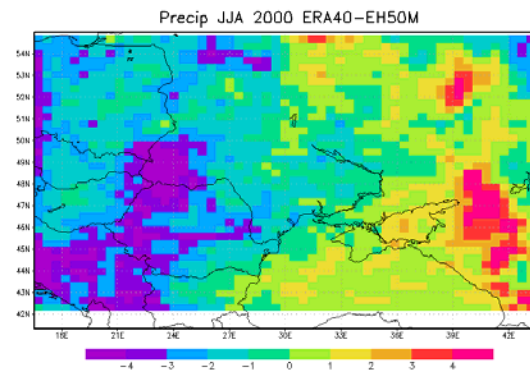 Precip JJA 2000 ERA40-EH50M
54N
53N
52N
51N
50N
49N
48N
47N
46N
45N
44N
43N
42N
18E 21E 24E 27E 30E 33E 36E 39E 42E
-4 -3 -2 -1 0 1 2 3 4